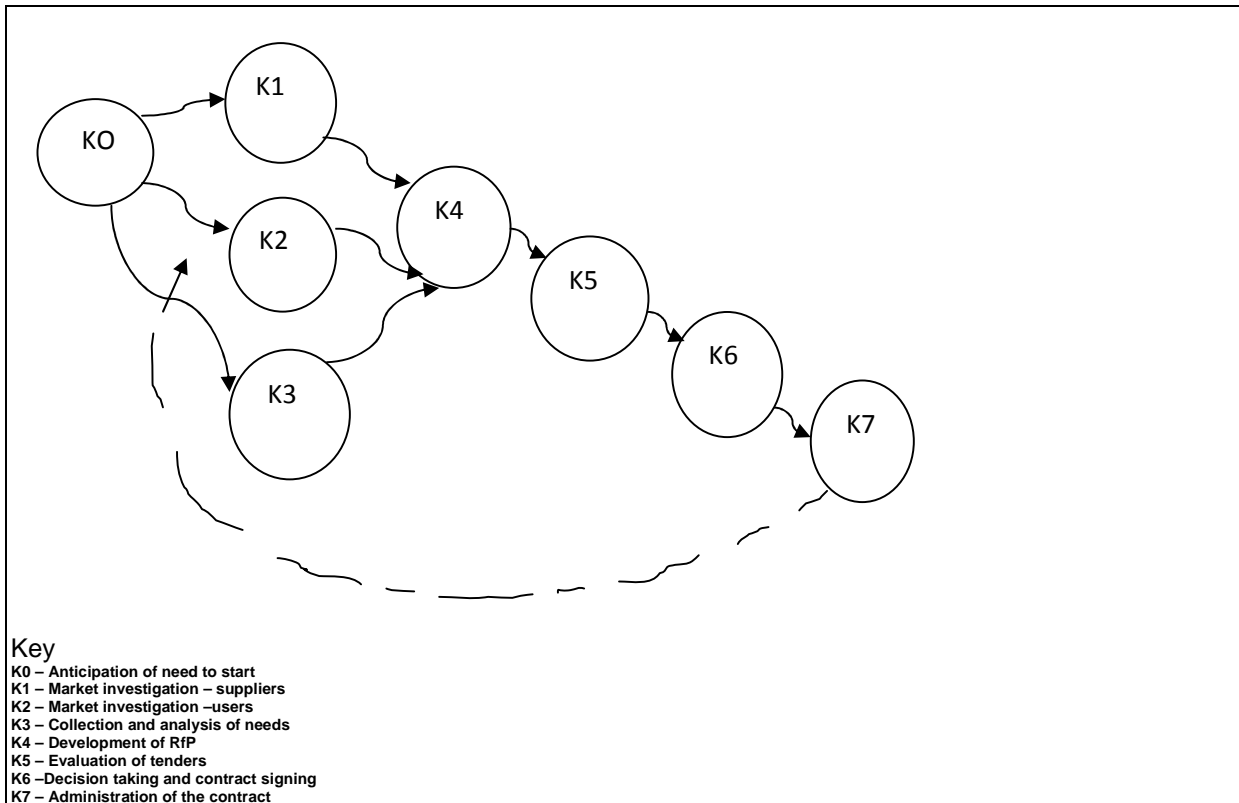 K1
KO
K4
K2
K5
K6
K3
K7
Key
K0 – Anticipation of need to start
K1 – Market investigation – suppliers
K2 – Market investigation –users
K3 – Collection and analysis of needs
K4 – Development of RfP
K5 – Evaluation of tenders
K6 –Decision taking and contract signing
K7 – Administration of the contract